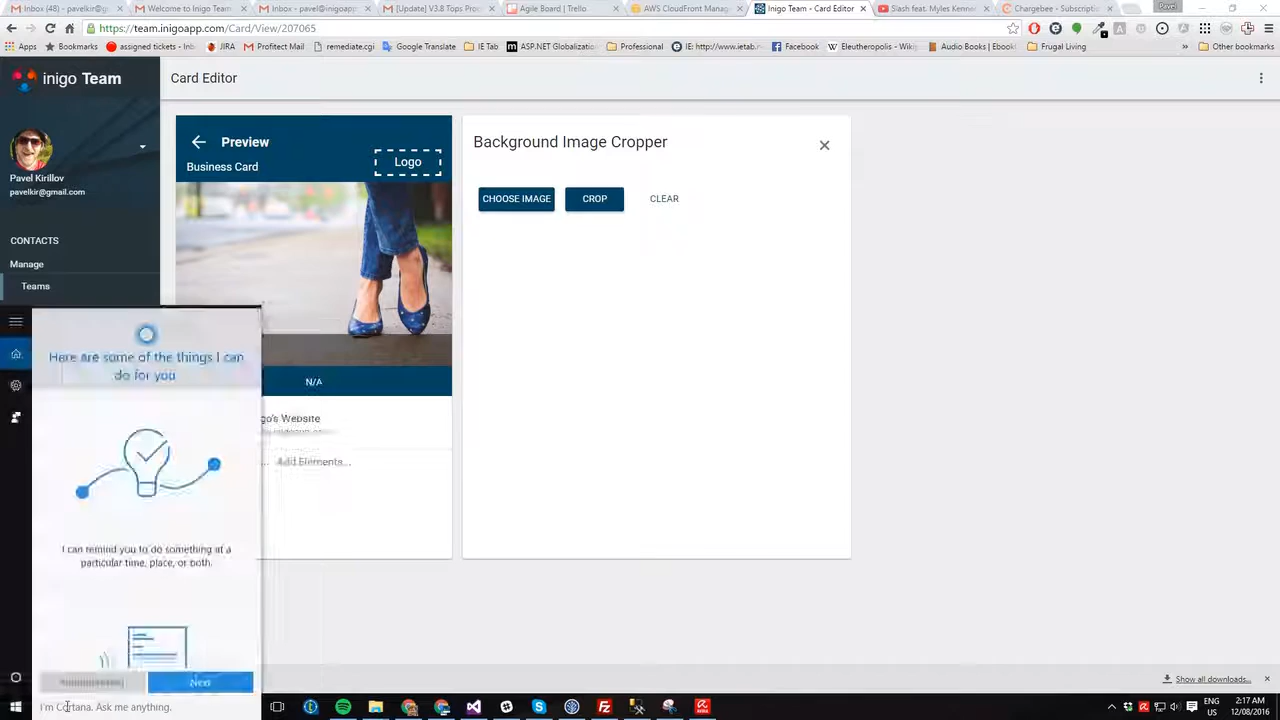 Inbox (48) - pavelkir@g
Welcome to Inigo Team
Inbox - pavel@inigoapp
[Update] V3.8 Tops Pro
Agile Board | Trello
AWS CloudFront Manage
Inigo Team - Card Editor
Slash feat. Myles Kenne
Chargebee - Subscripti
Pavel
https://team.inigoapp.com/Card/View/207065
Apps
Bookmarks
assigned tickets - Inb
JIRA
Profitect Mail
remediate.cgi
Google Translate
IE Tab
ASP.NET Globalizatio
Professional
IE: http://www.ietab.ne
Facebook
Eleutheropolis - Wiki
Audio Books | Ebook
Frugal Living
Other bookmarks
inigo Team
Card Editor
Pavel Kirillov
pavelkir@gmail.com
CONTACTS
Manage
Teams
Preview
Business Card
Logo
Background Image Cropper
CHOOSE IMAGE
CROP
CLEAR
N/A
go's Website
Add Elements...
Here are some of the things I can
do for you
I can remind you to do something at a
particular time, place, or both.
Next
I'm Cortana. Ask me anything.
Show all downloads...
ENG
US
2:17 AM
12/08/2016